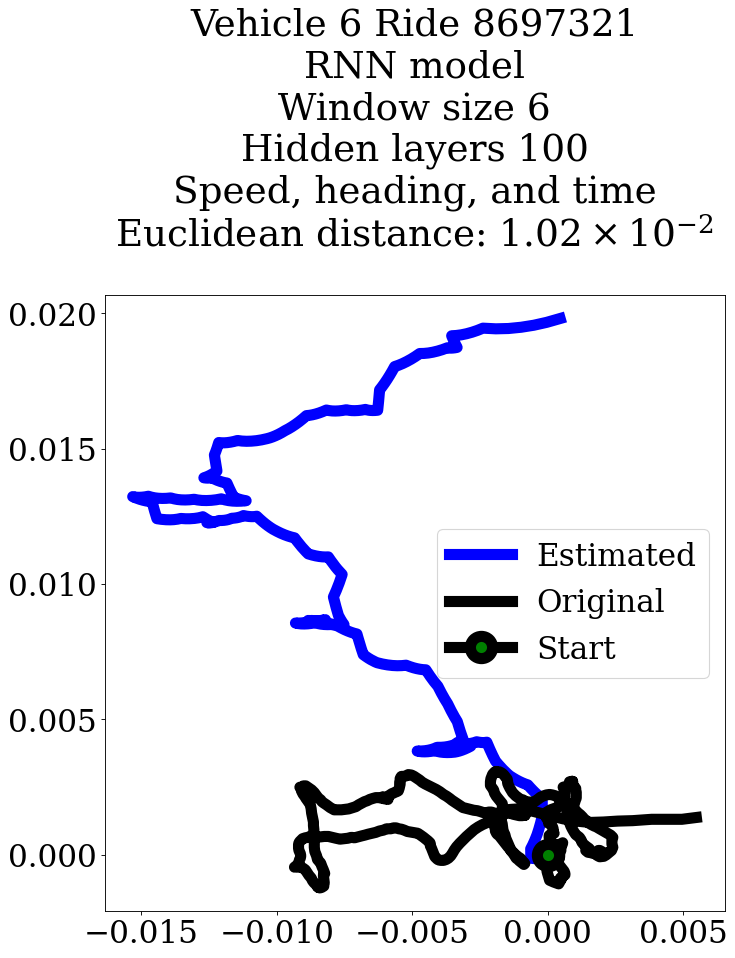 Vehicle 6 Ride 8697321
RNN model
Window size 6
Hidden layers 100
Speed, heading, and time
Euclidean distance: 1.02 × 10⁻²
0.020
0.015
0.010
0.005
0.000
Estimated
Original
Start
−0.015 −0.010 −0.005 0.000 0.005